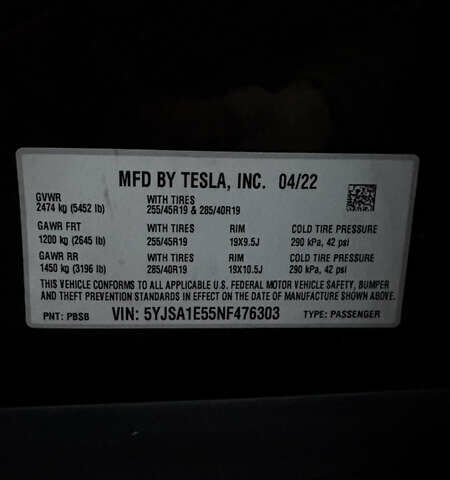 MFD BY TESLA, INC. 04/22
GVWR WITH TIRES
2474 kg (5452 lb) 255/45R19 & 285/40R19
GAWR FRT WITH TIRES RIM COLD TIRE PRESSURE
1200 kg (2645 lb) 255/45R19 19X9.5J 290 kPa, 42 psi
GAWR RR WITH TIRES RIM COLD TIRE PRESSURE
1450 kg (3196 lb) 285/40R19 19X10.5J 290 kPa, 42 psi
THIS VEHICLE CONFORMS TO ALL APPLICABLE U.S. FEDERAL MOTOR VEHICLE SAFETY, BUMPER
AND THEFT PREVENTION STANDARDS IN EFFECT ON THE DATE OF MANUFACTURE SHOWN ABOVE.
PNT: PBSB VIN: 5YJSA1E55NF476303 TYPE: PASSENGER